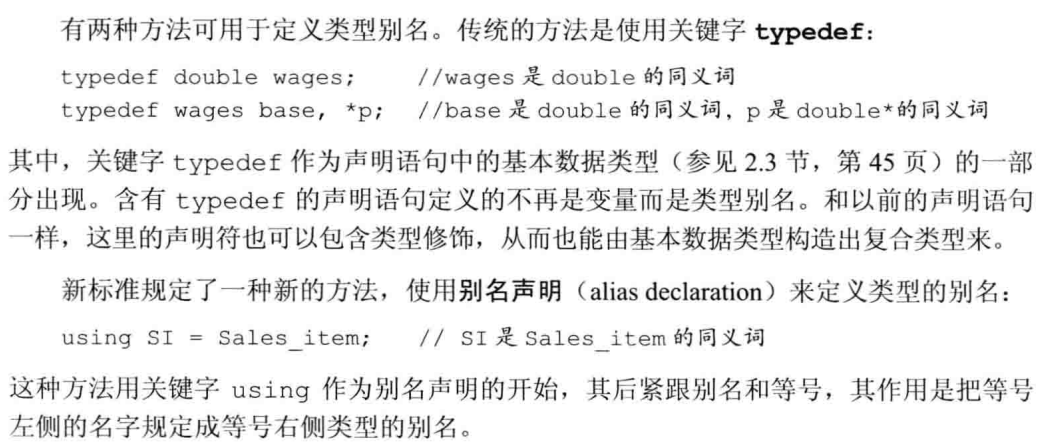 有两种方法可用于定义类型别名。传统的方法是使用关键字 typedef：
typedef double wages; //wages 是 double 的同义词
typedef wages base, *p; //base 是 double 的同义词，p 是 double*的同义词
其中，关键字 typedef 作为声明语句中的基本数据类型（参见 2.3 节，第 45 页）的一部
分出现。含有 typedef 的声明语句定义的不再是变量而是类型别名。和以前的声明语句
一样，这里的声明符也可以包含类型修饰，从而也能由基本数据类型构造出复合类型来。
新标准规定了一种新的方法，使用别名声明（alias declaration）来定义类型的别名：
using SI = Sales_item; // SI 是 Sales_item 的同义词
这种方法用关键字 using 作为别名声明的开始，其后紧跟别名和等号，其作用是把等号
左侧的名字规定成等号右侧类型的别名。